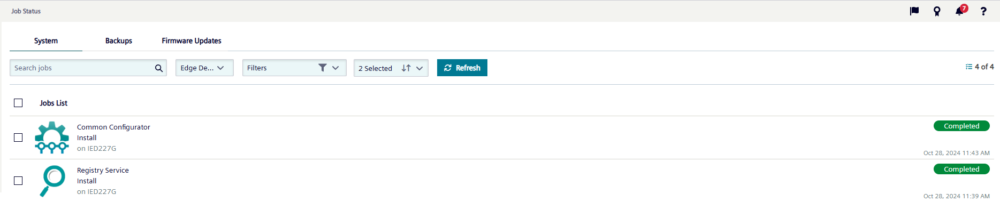 Job Status
7
?
System Backups Firmware Updates
Search jobs Edge De... Filters 2 Selected Refresh 4 of 4
Jobs List
Common Configurator
Completed
Install
on IED227G
Oct 28, 2024 11:43 AM
Registry Service
Completed
Install
on IED227G
Oct 28, 2024 11:39 AM